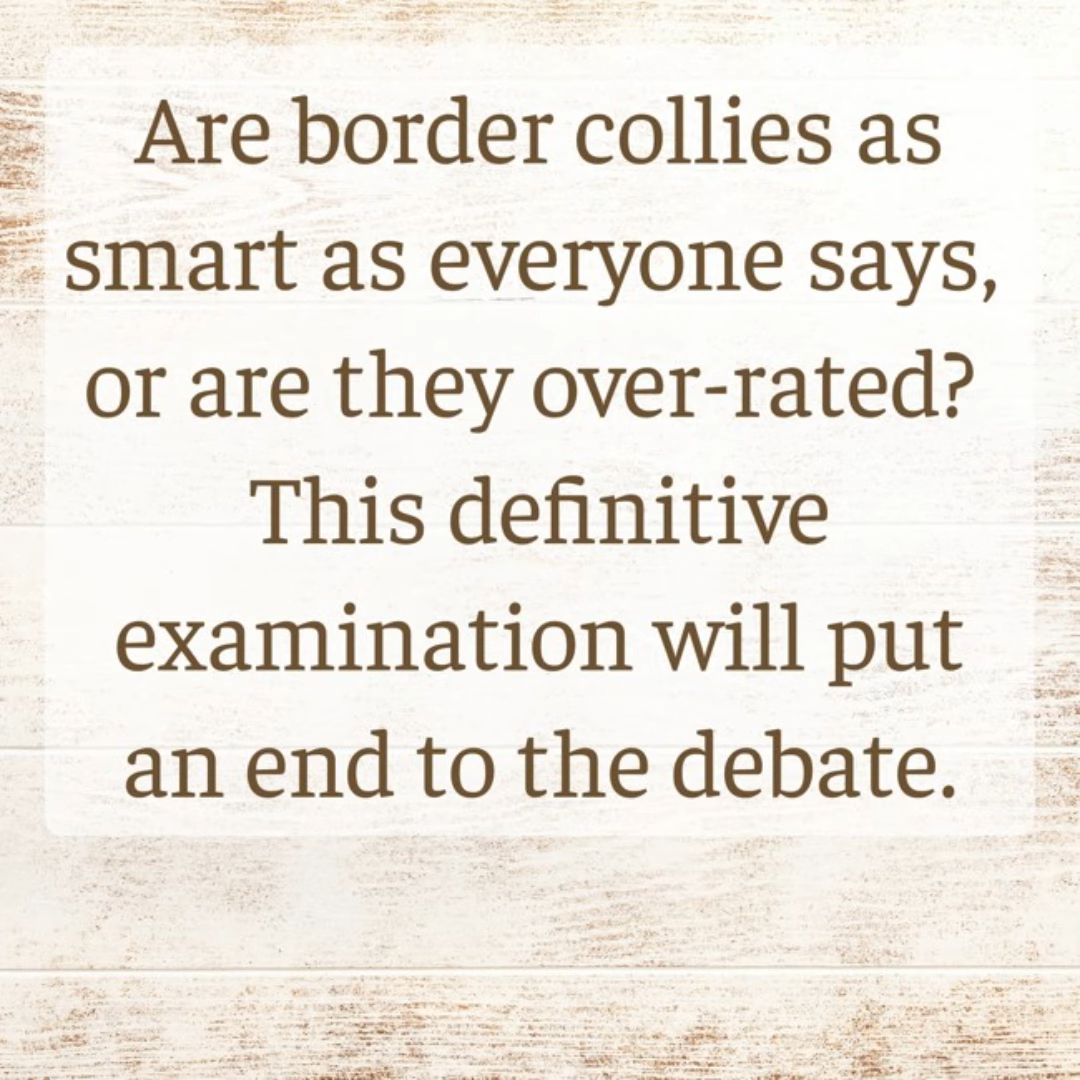 Are border collies as
smart as everyone says,
or are they over-rated?
This definitive
examination will put
an end to the debate.